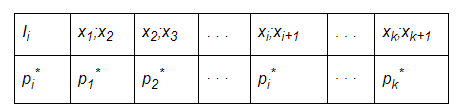 Iᵢ x₁;x₂ x₂;x₃ . . . xᵢ;xᵢ₊₁ . . . xₖ;xₖ₊₁
pᵢ* p₁* p₂* . . . pᵢ* . . . pₖ*